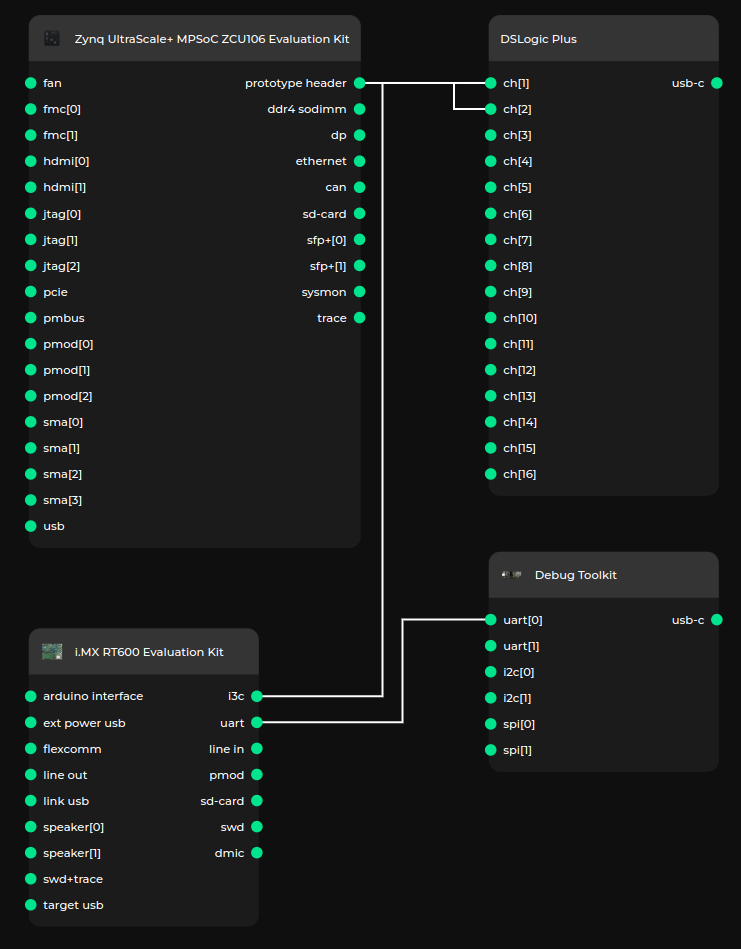 Zynq UltraScale+ MPSoC ZCU106 Evaluation Kit
fan prototype header
fmc[0] ddr4 sodimm
fmc[1] dp
hdmi[0] ethernet
hdmi[1] can
jtag[0] sd-card
jtag[1] sfp+[0]
jtag[2] sfp+[1]
pcie sysmon
pmbus trace
pmod[0]
pmod[1]
pmod[2]
sma[0]
sma[1]
sma[2]
sma[3]
usb
DSLogic Plus
ch[1] usb-c
ch[2]
ch[3]
ch[4]
ch[5]
ch[6]
ch[7]
ch[8]
ch[9]
ch[10]
ch[11]
ch[12]
ch[13]
ch[14]
ch[15]
ch[16]
i.MX RT600 Evaluation Kit
arduino interface i3c
ext power usb uart
flexcomm line in
line out pmod
link usb sd-card
speaker[0] swd
speaker[1] dmic
swd+trace
target usb
Debug Toolkit
uart[0] usb-c
uart[1]
i2c[0]
i2c[1]
spi[0]
spi[1]